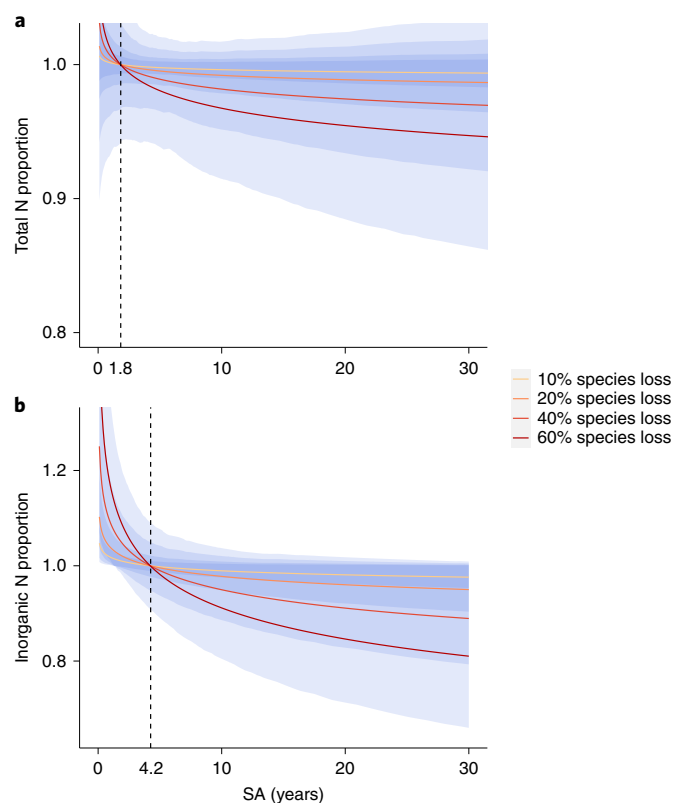 a
1.0
0.9
0.8
Total N proportion
0 1.8 10 20 30
10% species loss
20% species loss
40% species loss
60% species loss
b
1.2
1.0
0.8
Inorganic N proportion
0 4.2 10 20 30
SA (years)